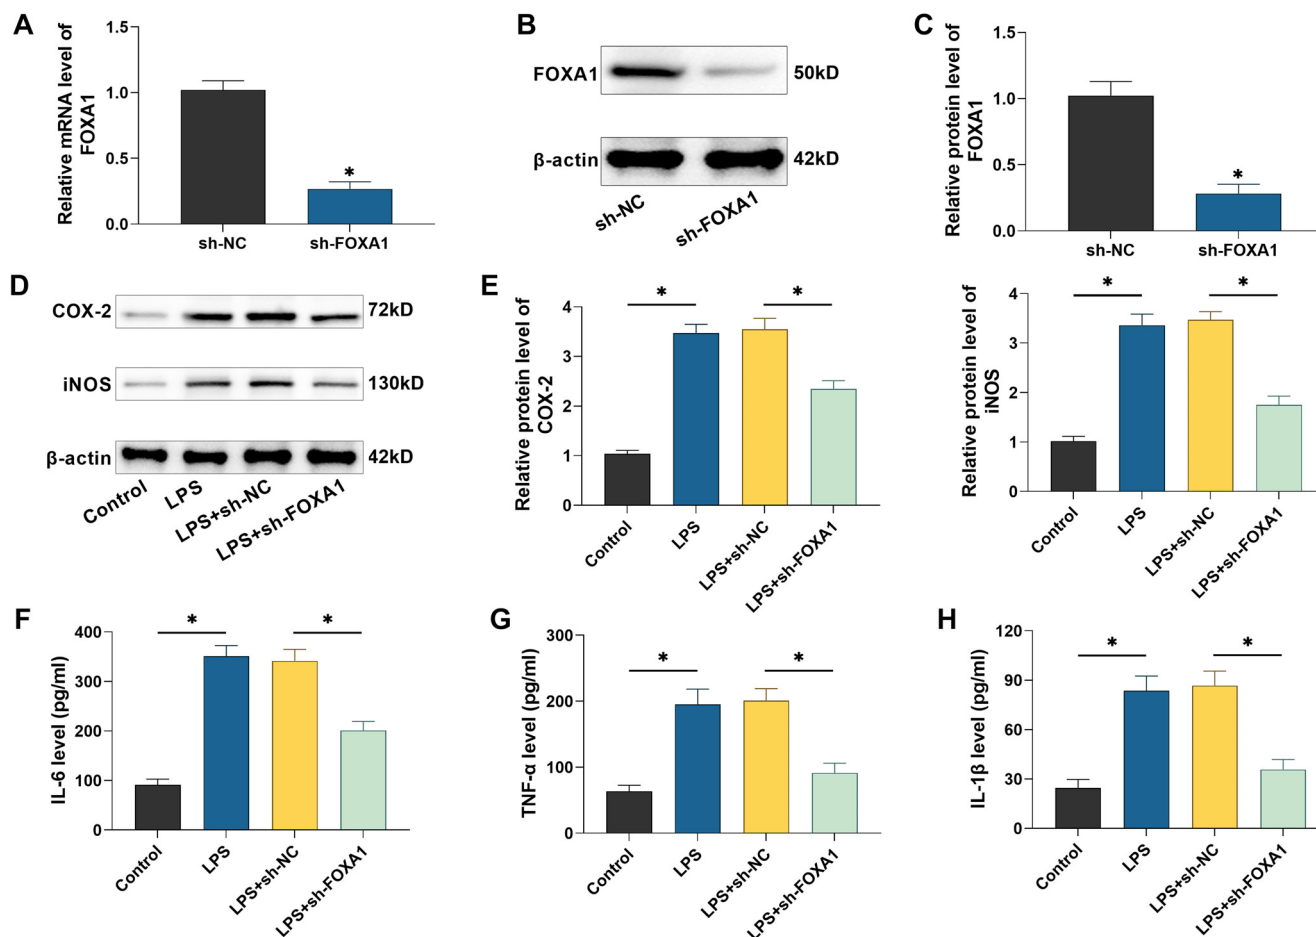 A
Relative mRNA level of
FOXA1
1.5
1.0
0.5
0.0
*
sh-NC
sh-FOXA1
B
FOXA1
50kD
β-actin
42kD
sh-NC
sh-FOXA1
C
Relative protein level of
FOXA1
1.5
1.0
0.5
0.0
*
sh-NC
sh-FOXA1
D
COX-2
72kD
iNOS
130kD
β-actin
42kD
Control
LPS
LPS+sh-NC
LPS+sh-FOXA1
E
Relative protein level of
COX-2
4
3
2
1
0
*
*
Control
LPS
LPS+sh-NC
LPS+sh-FOXA1
Relative protein level of
iNOS
4
3
2
1
0
*
*
Control
LPS
LPS+sh-NC
LPS+sh-FOXA1
F
IL-6 level (pg/ml)
400
300
200
100
0
*
*
Control
LPS
LPS+sh-NC
LPS+sh-FOXA1
G
TNF-α level (pg/ml)
300
200
100
0
*
*
Control
LPS
LPS+sh-NC
LPS+sh-FOXA1
H
IL-1β level (pg/ml)
120
90
60
30
0
*
*
Control
LPS
LPS+sh-NC
LPS+sh-FOXA1